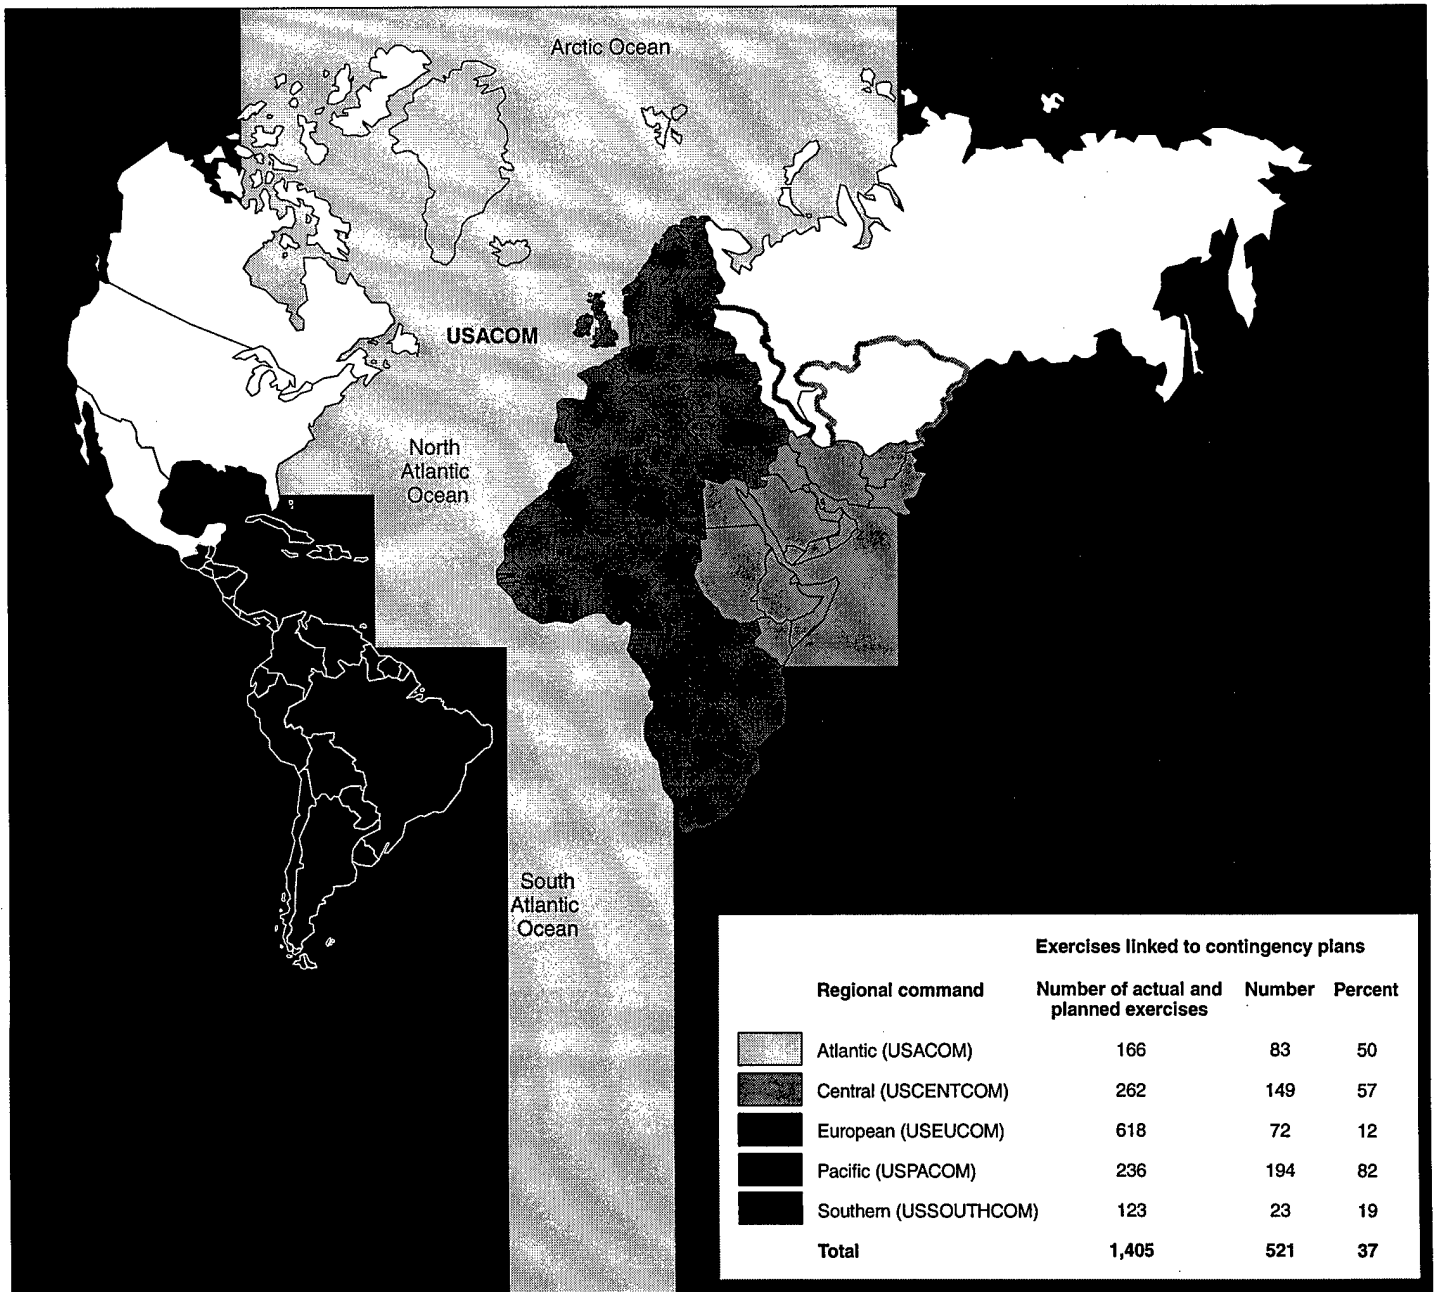 Arctic Ocean
USACOM
North
Atlantic
Ocean
South
Atlantic
Ocean
Exercises linked to contingency plans
Regional command Number of actual and planned exercises Number Percent
Atlantic (USACOM) 166 83 50
Central (USCENTCOM) 262 149 57
European (USEUCOM) 618 72 12
Pacific (USPACOM) 236 194 82
Southern (USSOUTHCOM) 123 23 19
Total 1,405 521 37